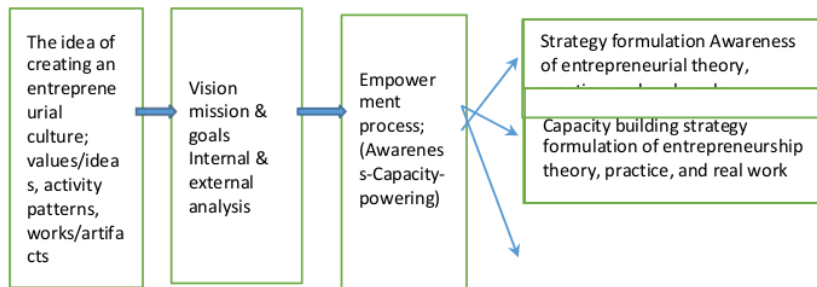 The idea of
creating an
entreprene
urial
culture;
values/idea
s, activity
patterns,
works/artifa
cts
Vision
mission &
goals
Internal &
external
analysis
Empower
ment
process;
(Awarenes
s-Capacity-
powering)
Strategy formulation Awareness
of entrepreneurial theory,
Capacity building strategy
formulation of entrepreneurship
theory, practice, and real work